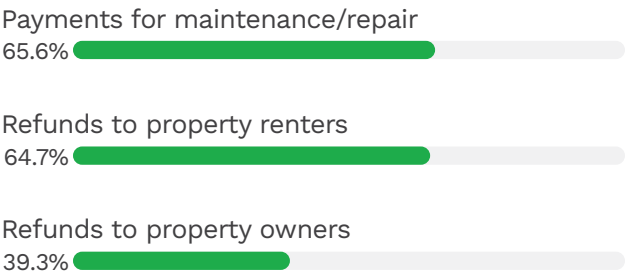 Payments for maintenance/repair
65.6%
Refunds to property renters
64.7%
Refunds to property owners
39.3%